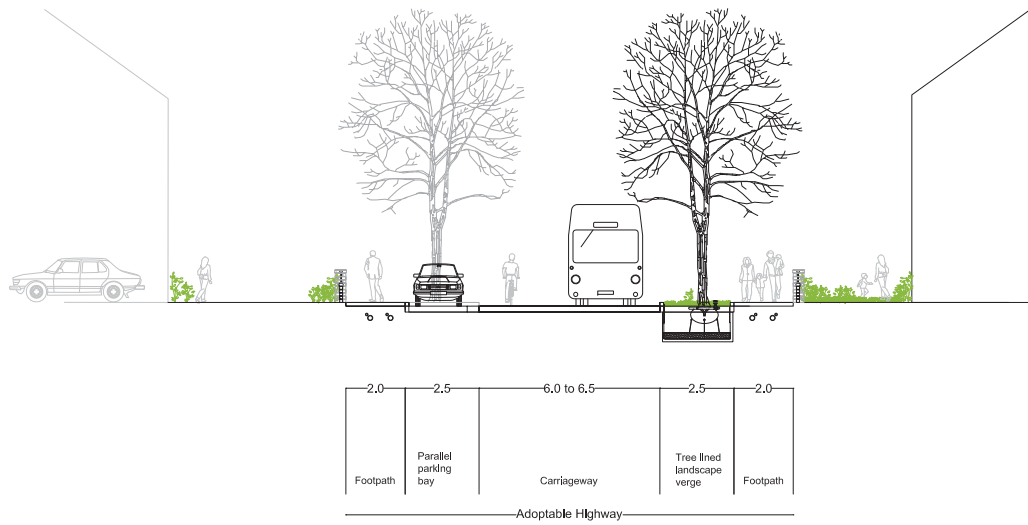 2.0 2.5 6.0 to 6.5 2.5 2.0
Footpath
Parallel
parking
bay
Carriageway
Tree lined
landscape
verge
Footpath
Adoptable Highway